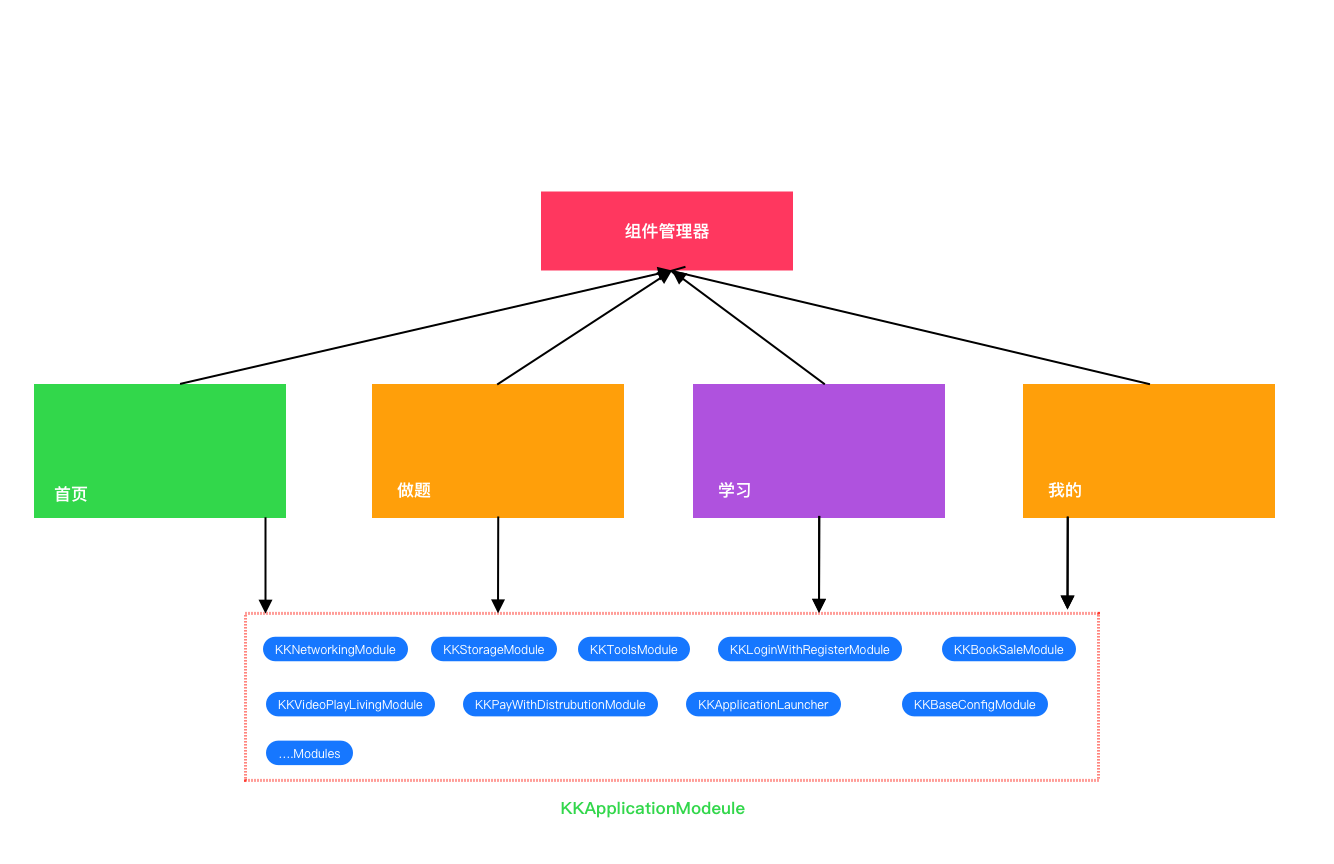 组件管理器
首页
做题
学习
我的
KKNetworkingModule
KKStorageModule
KKToolsModule
KKLoginWithRegisterModule
KKBookSaleModule
KKVideoPlayLivingModule
KKPayWithDistrubutionModule
KKApplicationLauncher
KKBaseConfigModule
....Modules
KKApplicationModeule